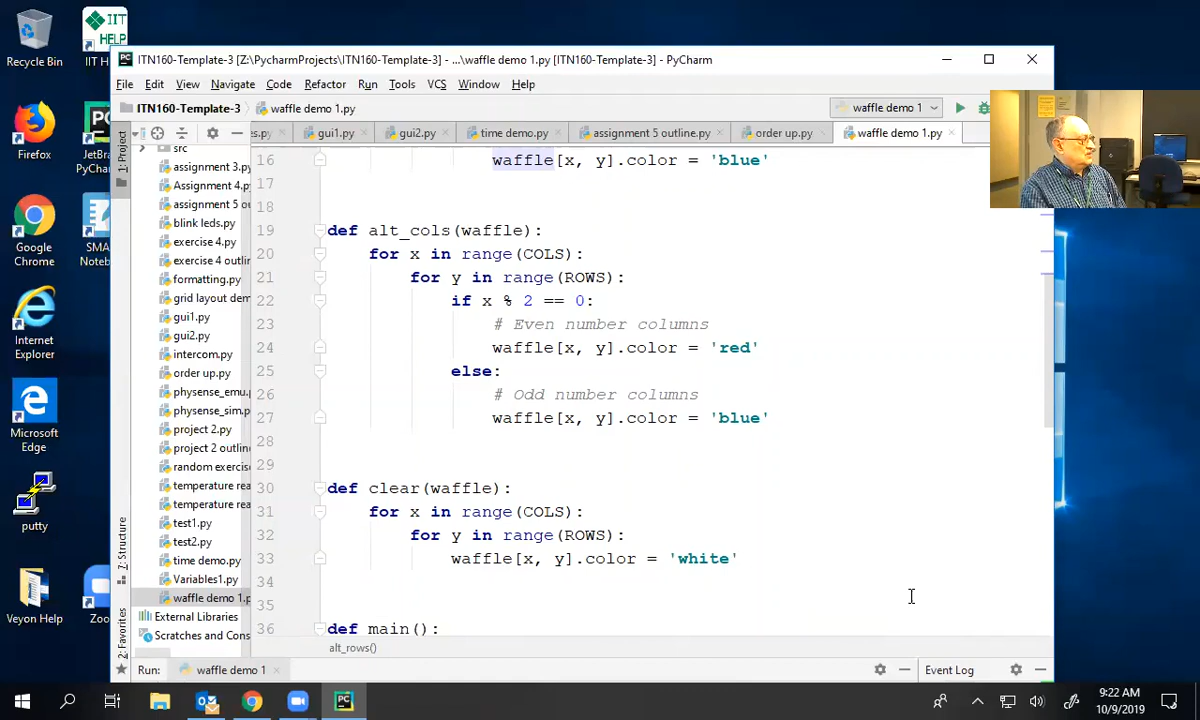 IIT
HELP
Recycle Bin
IIT H
Firefox
JetBra
PyChar
Google
Chrome
SMA
Noteb
Internet
Explorer
Microsoft
Edge
putty
Veyon Help
Zoo
ITN160-Template-3 [Z:\PycharmProjects\ITN160-Template-3] - ...\waffle demo 1.py [ITN160-Template-3] - PyCharm
File Edit View Navigate Code Refactor Run Tools VCS Window Help
ITN160-Template-3 waffle demo 1.py
waffle demo 1
es.py gui1.py gui2.py time demo.py assignment 5 outline.py order up.py waffle demo 1.py
1: Project
7: Structure
2: Favorites
src
assignment 3.py
Assignment 4.py
assignment 5 ou
blink leds.py
exercise 4.py
exercise 4 outlin
formatting.py
grid layout dem
gui1.py
gui2.py
intercom.py
order up.py
physense_emu.
physense_sim.p
project 2.py
project 2 outline
random exercise
temperature rea
temperature rea
test1.py
test2.py
time demo.py
Variables1.py
waffle demo 1.p
External Libraries
Scratches and Cons
16 waffle[x, y].color = 'blue'
17
18
19 def alt_cols(waffle):
20 for x in range(COLS):
21 for y in range(ROWS):
22 if x % 2 == 0:
23 # Even number columns
24 waffle[x, y].color = 'red'
25 else:
26 # Odd number columns
27 waffle[x, y].color = 'blue'
28
29
30 def clear(waffle):
31 for x in range(COLS):
32 for y in range(ROWS):
33 waffle[x, y].color = 'white'
34
35
36 def main():
alt_rows()
Run: waffle demo 1
Event Log
9:22 AM
10/9/2019